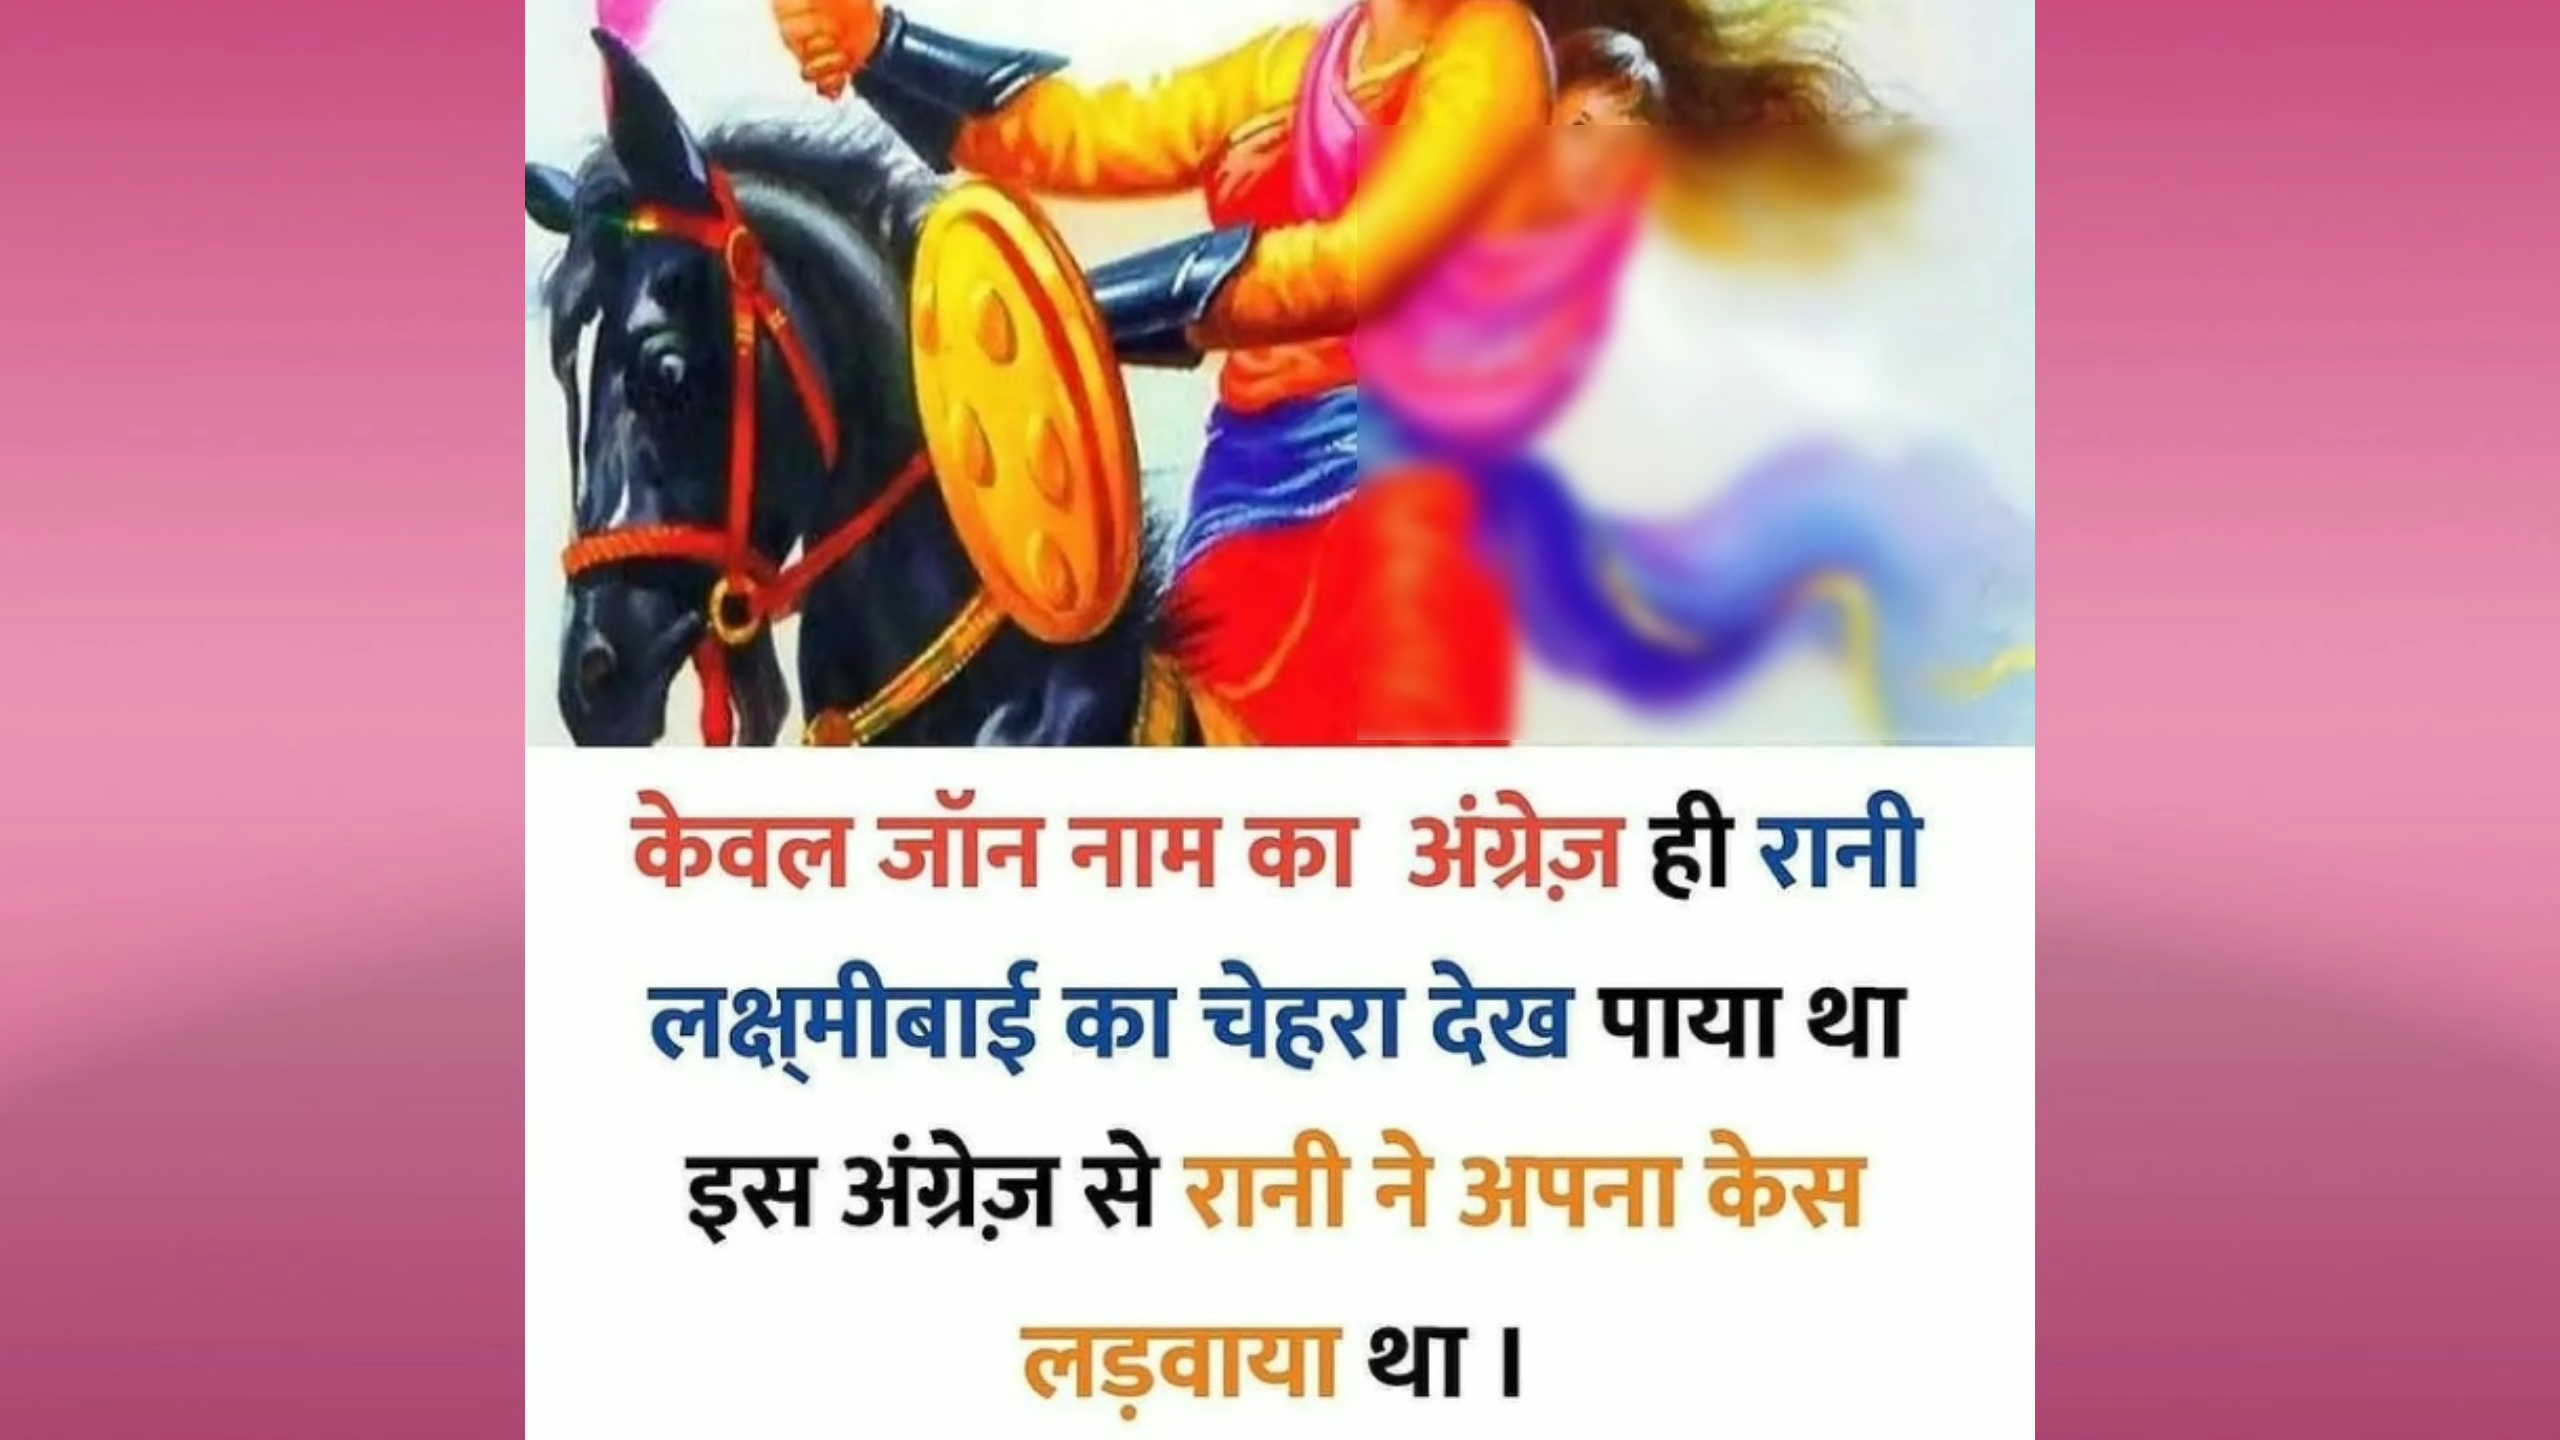 केवल जॉन नाम का अंग्रेज़ ही रानी
लक्ष्मीबाई का चेहरा देख पाया था
इस अंग्रेज़ से रानी ने अपना केस
लड़वाया था ।